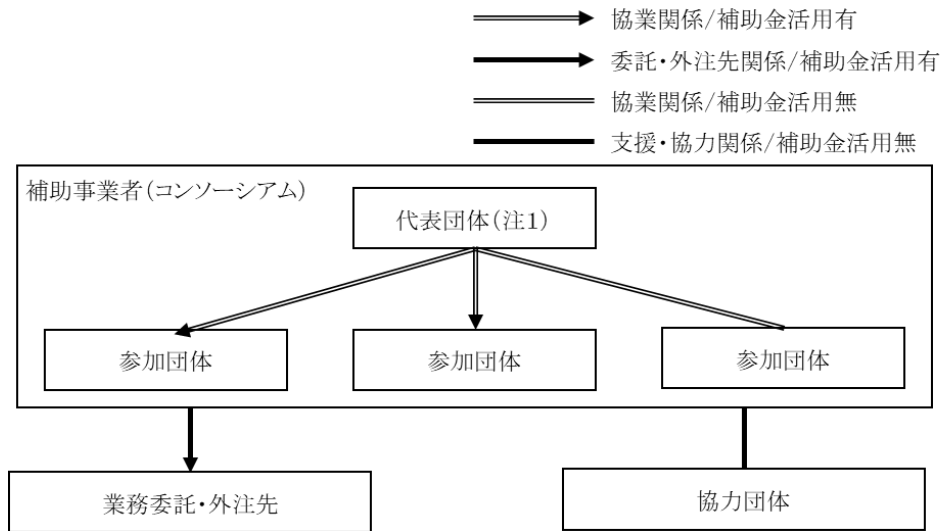 協業関係/補助金活用有
委託・外注先関係/補助金活用有
協業関係/補助金活用無
支援・協力関係/補助金活用無
補助事業者(コンソーシアム)
代表団体(注1)
参加団体
参加団体
参加団体
業務委託・外注先
協力団体